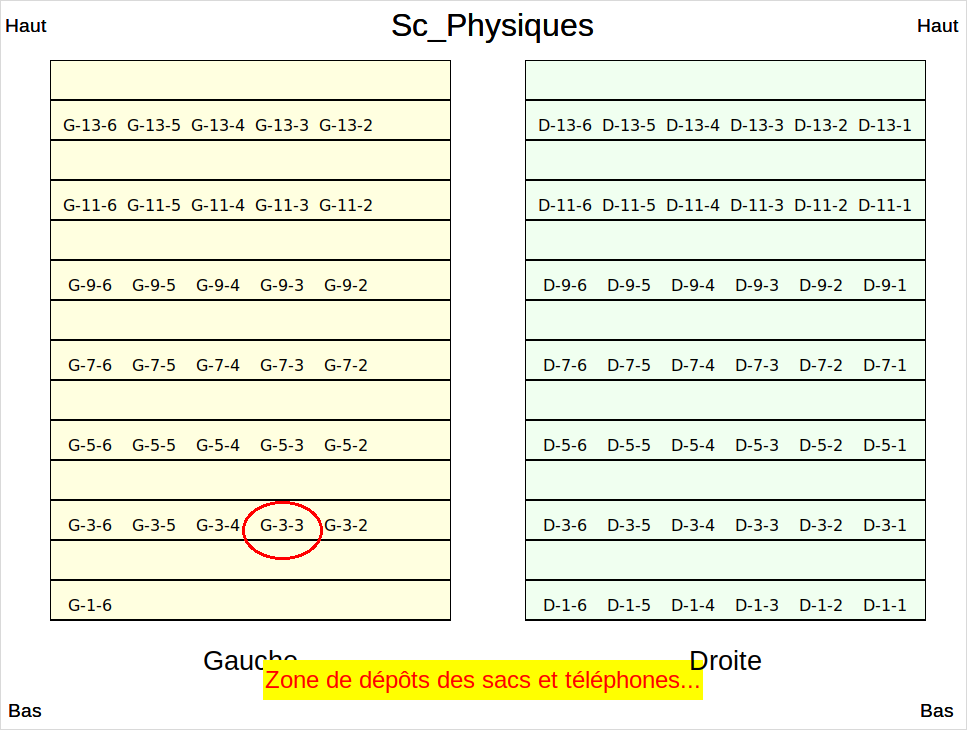 Haut Sc_Physiques Haut
G-13-6 G-13-5 G-13-4 G-13-3 G-13-2 D-13-6 D-13-5 D-13-4 D-13-3 D-13-2 D-13-1
G-11-6 G-11-5 G-11-4 G-11-3 G-11-2 D-11-6 D-11-5 D-11-4 D-11-3 D-11-2 D-11-1
G-9-6 G-9-5 G-9-4 G-9-3 G-9-2 D-9-6 D-9-5 D-9-4 D-9-3 D-9-2 D-9-1
G-7-6 G-7-5 G-7-4 G-7-3 G-7-2 D-7-6 D-7-5 D-7-4 D-7-3 D-7-2 D-7-1
G-5-6 G-5-5 G-5-4 G-5-3 G-5-2 D-5-6 D-5-5 D-5-4 D-5-3 D-5-2 D-5-1
G-3-6 G-3-5 G-3-4 G-3-3 G-3-2 D-3-6 D-3-5 D-3-4 D-3-3 D-3-2 D-3-1
G-1-6 D-1-6 D-1-5 D-1-4 D-1-3 D-1-2 D-1-1
Gauche Droite
Zone de dépôts des sacs et téléphones...
Bas Bas